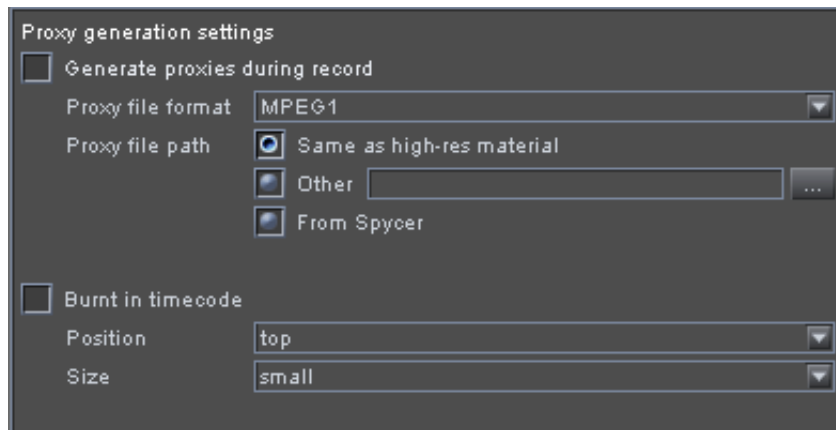 Proxy generation settings
Generate proxies during record
Proxy file format MPEG1
Proxy file path Same as high-res material
Other ...
From Spycer
Burnt in timecode
Position top
Size small